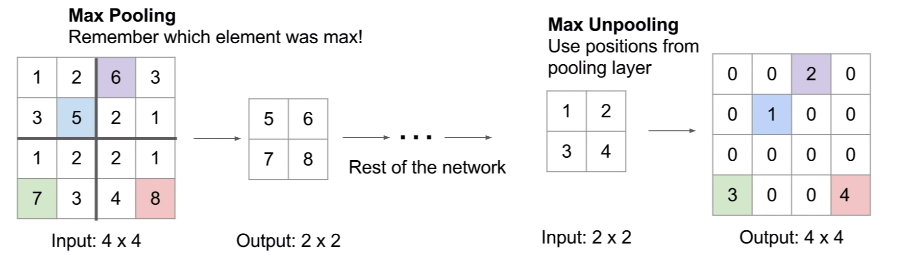 Max Pooling
Remember which element was max!
1 2 6 3
3 5 2 1
1 2 2 1
7 3 4 8
Input: 4 x 4
5 6
7 8
Output: 2 x 2
...
Rest of the network
Max Unpooling
Use positions from
pooling layer
1 2
3 4
Input: 2 x 2
0 0 2 0
0 1 0 0
0 0 0 0
3 0 0 4
Output: 4 x 4